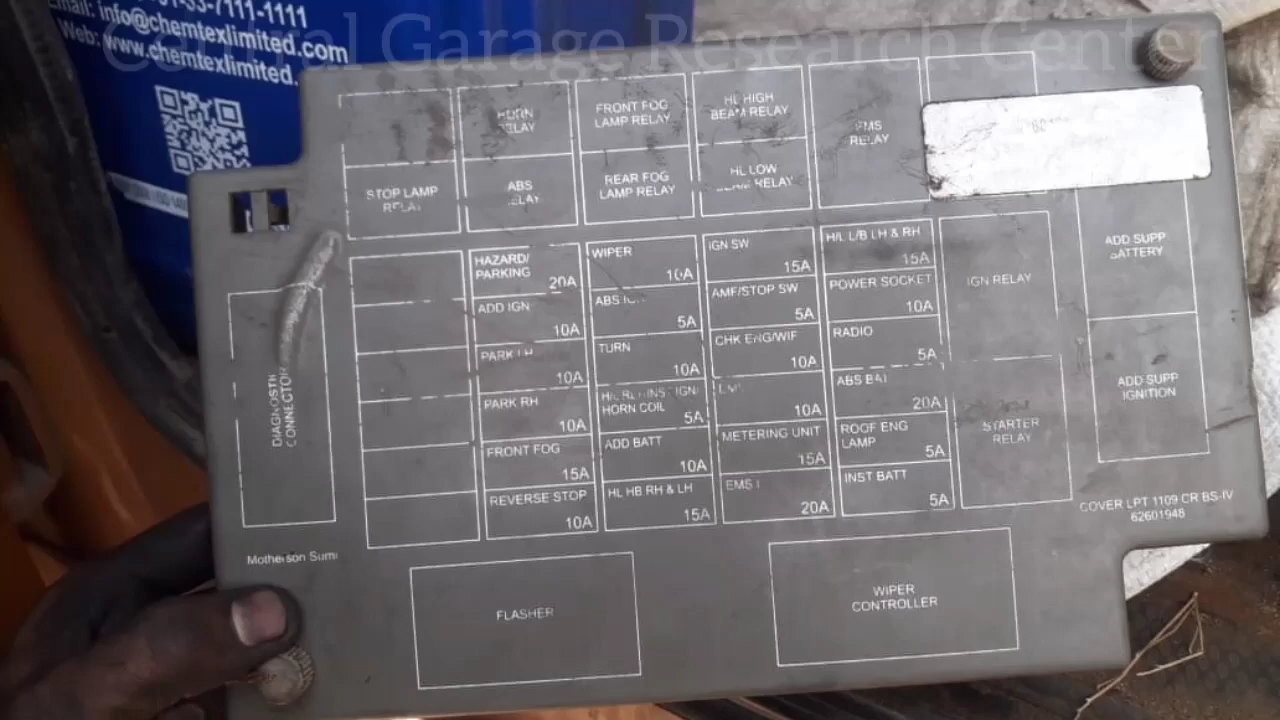 info@chemtexlimited.com
Web: www.chemtexlimited.
Central Garage Research Center
HORN
RELAY
FRONT FOG
LAMP RELAY
HL HIGH
BEAM RELAY
EMS
RELAY
STOP LAMP
RELAY
ABS
RELAY
REAR FOG
LAMP RELAY
HL LOW
BEAM RELAY
HAZARD/
PARKING
20A
WIPER
10A
IGN SW
15A
H/L L/B LH & RH
15A
ADD IGN
10A
ABS
5A
AMF/STOP SW
5A
POWER SOCKET
10A
PARK LH
10A
TURN
10A
CHK ENG/WIF
10A
RADIO
5A
PARK RH
10A
HORN COIL
5A
10A
ABS BAT
20A
FRONT FOG
15A
ADD BATT
10A
METERING UNIT
15A
ROOF ENG
LAMP
5A
REVERSE STOP
10A
HL HB RH & LH
15A
EMS
20A
INST BATT
5A
IGN RELAY
STARTER
RELAY
ADD SUPP
BATTERY
ADD SUPP
IGNITION
DIAGNOSTIC
CONNECTOR
COVER LPT 1109 CR BS-IV
62601948
Motherson Sumi
FLASHER
WIPER
CONTROLLER